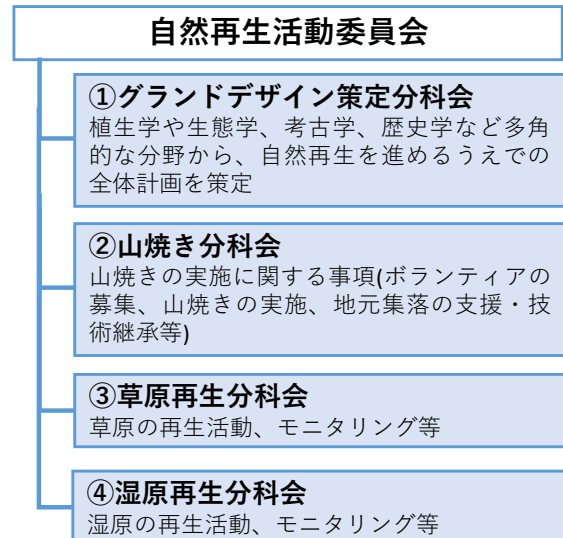 自然再生活動委員会
①グランドデザイン策定分科会
植生学や生態学、考古学、歴史学など多角
的な分野から、自然再生を進めるうえでの
全体計画を策定
②山焼き分科会
山焼きの実施に関する事項(ボランティアの
募集、山焼きの実施、地元集落の支援・技
術継承等)
③草原再生分科会
草原の再生活動、モニタリング等
④湿原再生分科会
湿原の再生活動、モニタリング等